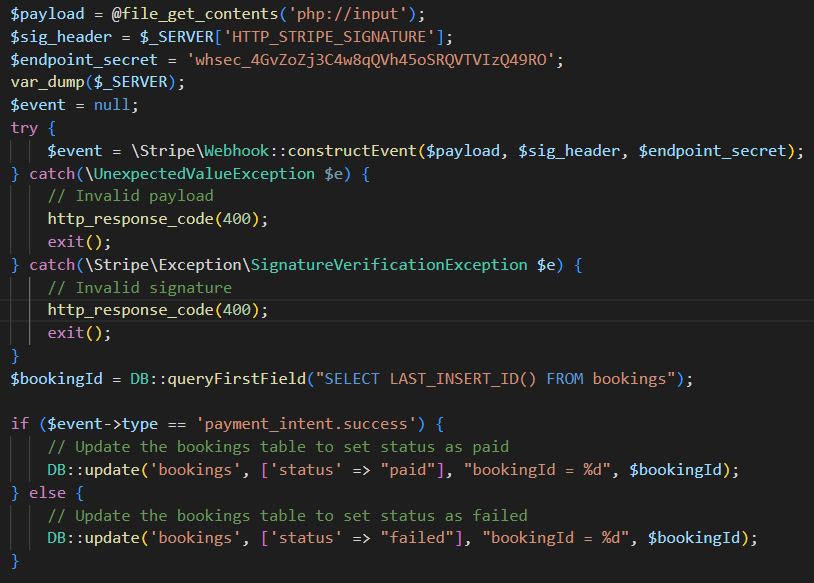 $payload = @file_get_contents('php://input');
$sig_header = $_SERVER['HTTP_STRIPE_SIGNATURE'];
$endpoint_secret = 'whsec_4GvZoZj3C4w8qQVh45oSRQVTVIzQ49RO';
var_dump($_SERVER);
$event = null;
try {
    $event = \Stripe\Webhook::constructEvent($payload, $sig_header, $endpoint_secret);
} catch(\UnexpectedValueException $e) {
    // Invalid payload
    http_response_code(400);
    exit();
} catch(\Stripe\Exception\SignatureVerificationException $e) {
    // Invalid signature
    http_response_code(400);
    exit();
}
$bookingId = DB::queryFirstField("SELECT LAST_INSERT_ID() FROM bookings");

if ($event->type == 'payment_intent.success') {
    // Update the bookings table to set status as paid
    DB::update('bookings', ['status' => "paid"], "bookingId = %d", $bookingId);
} else {
    // Update the bookings table to set status as failed
    DB::update('bookings', ['status' => "failed"], "bookingId = %d", $bookingId);
}